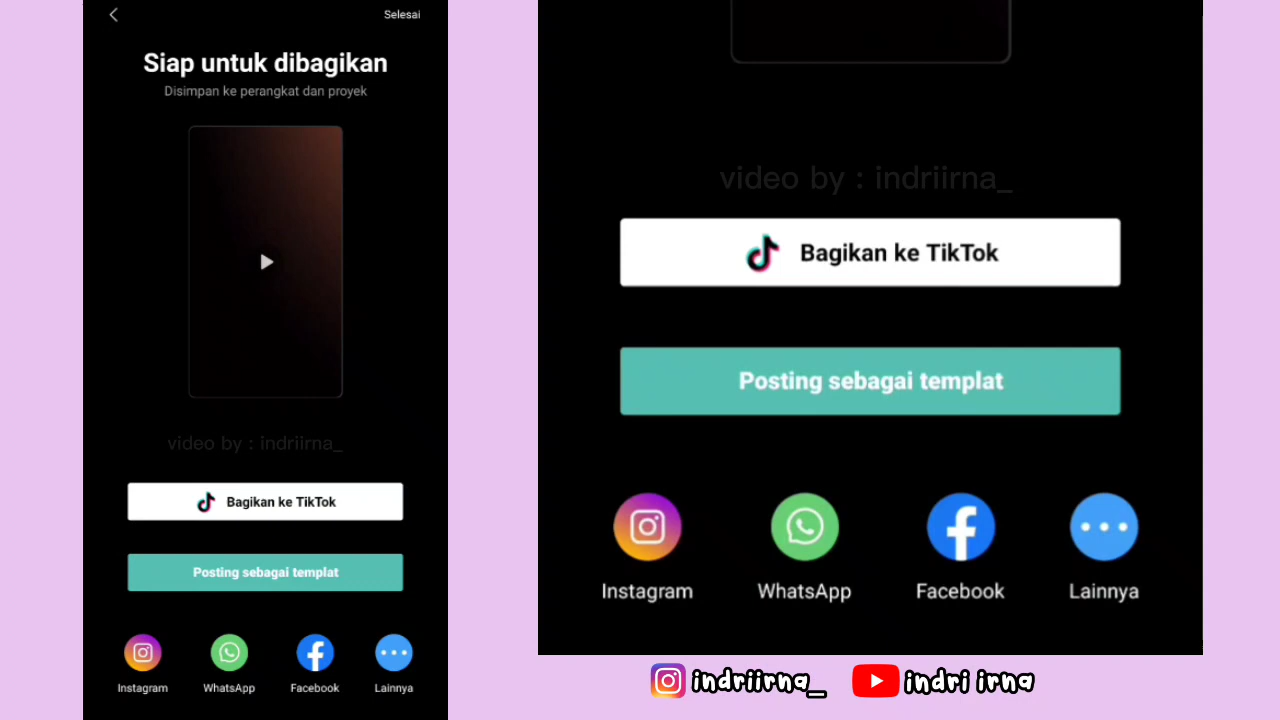 Selesai
Siap untuk dibagikan
Disimpan ke perangkat dan proyek
video by : indriirna_
Bagikan ke TikTok
Posting sebagai templat
Instagram WhatsApp Facebook Lainnya
video by : indriirna_
Bagikan ke TikTok
Posting sebagai templat
Instagram WhatsApp Facebook Lainnya
indriirna_ indri irna